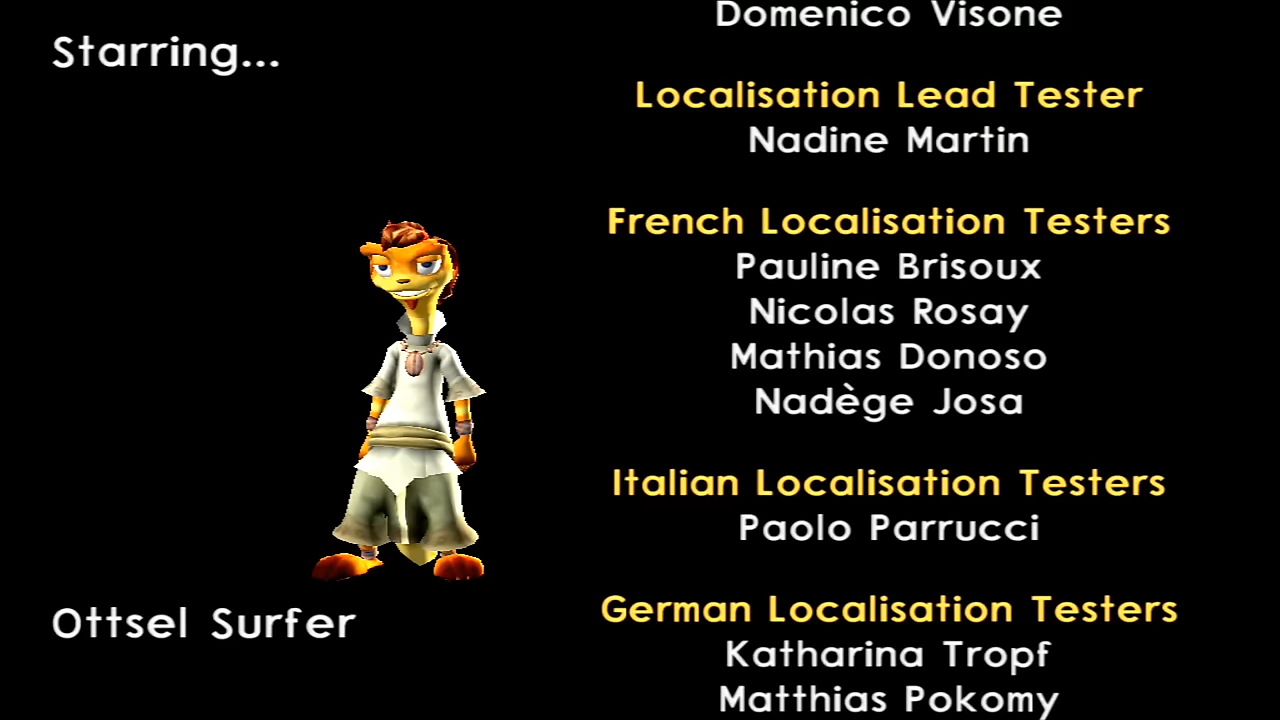 Starring...
Ottsel Surfer
Domenico Visone
Localisation Lead Tester
Nadine Martin
French Localisation Testers
Pauline Brisoux
Nicolas Rosay
Mathias Donoso
Nadège Josa
Italian Localisation Testers
Paolo Parrucci
German Localisation Testers
Katharina Tropf
Matthias Pokomy